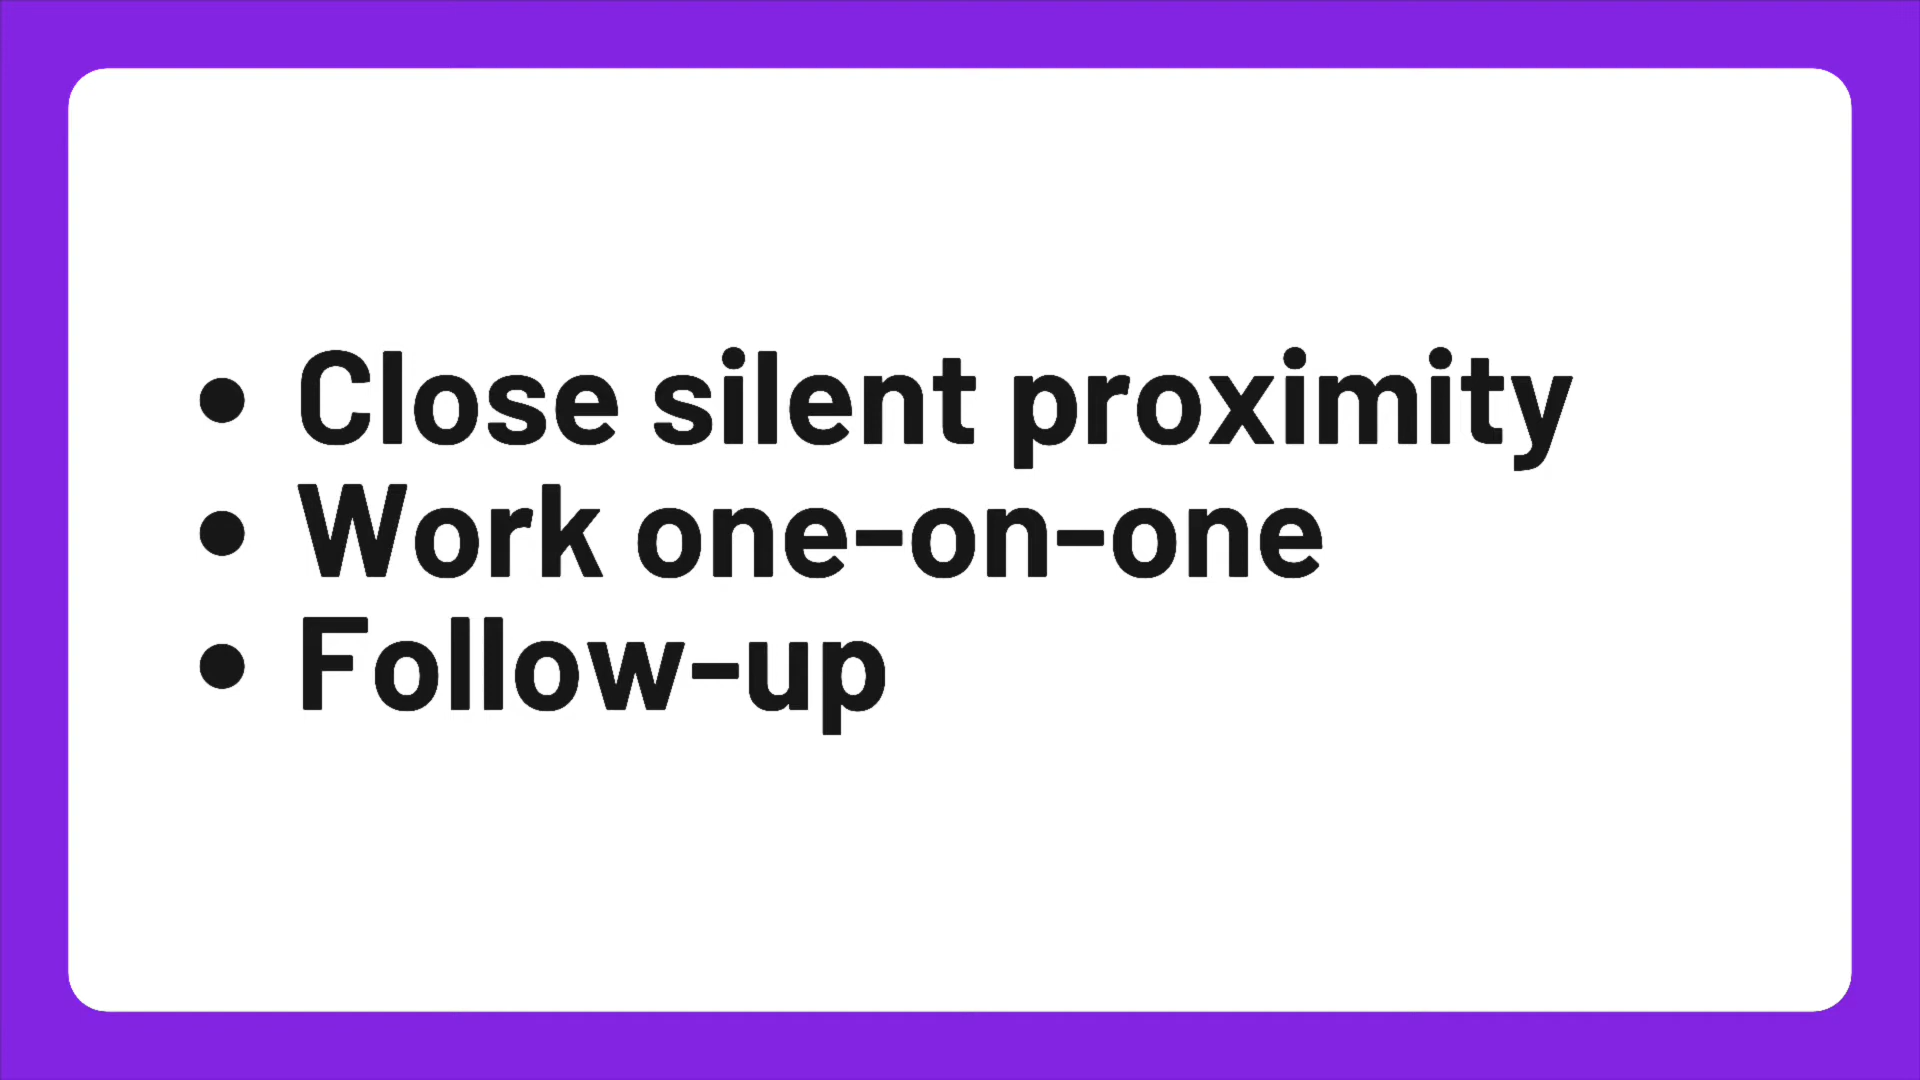 • Close silent proximity
• Work one-on-one
• Follow-up